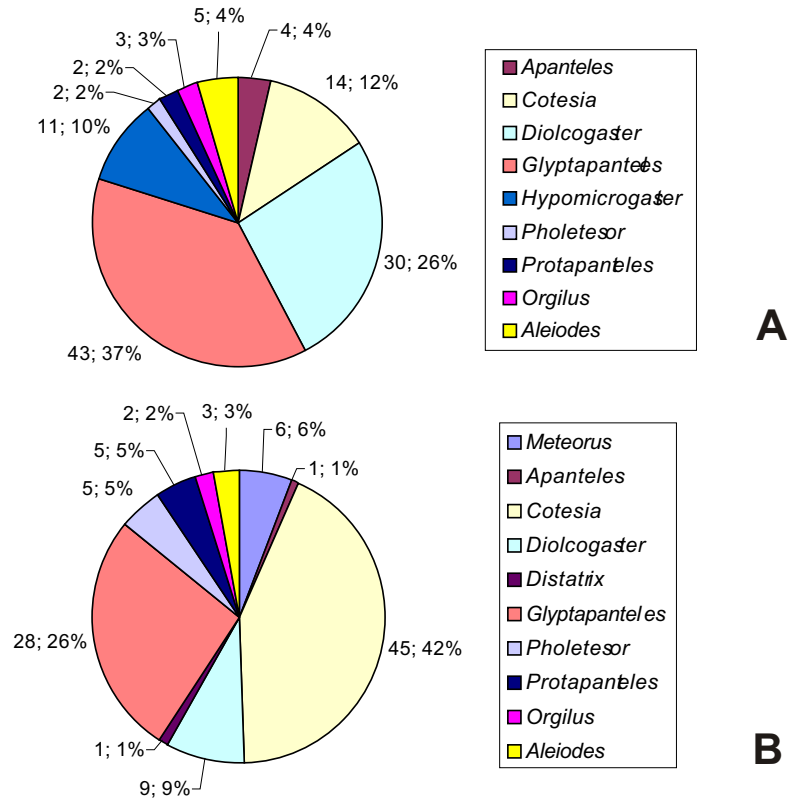 5; 4%
4; 4%
3; 3%
2; 2%
2; 2%
14; 12%
11; 10%
30; 26%
43; 37%
Apanteles
Cotesia
Diolcogaster
Glyptapanteles
Hypomicrogaster
Pholetesor
Protapanteles
Orgilus
Aleiodes
A
2; 2%
3; 3%
6; 6%
5; 5%
1; 1%
5; 5%
28; 26%
45; 42%
1; 1%
9; 9%
Meteorus
Apanteles
Cotesia
Diolcogaster
Distatrix
Glyptapanteles
Pholetesor
Protapanteles
Orgilus
Aleiodes
B